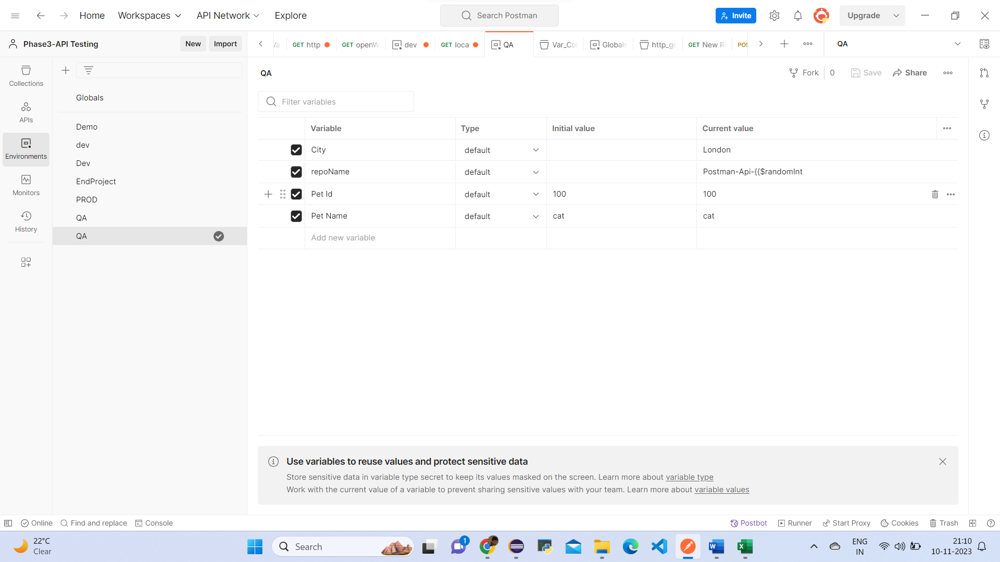 Home Workspaces API Network Explore
Search Postman
Invite
Upgrade
Phase3-API Testing
New Import
GET http
GET openW
dev
GET loca
QA
Var_Col
Globals
http_ge
GET New Re
POS
QA
Collections
APIs
Environments
Monitors
History
Globals
Demo
dev
Dev
EndProject
PROD
QA
QA
QA
Fork 0 Save Share
Filter variables
Variable Type Initial value Current value
City default London
repoName default Postman-Api-{{$randomInt
Pet Id default 100 100
Pet Name default cat cat
Add new variable
Use variables to reuse values and protect sensitive data
Store sensitive data in variable type secret to keep its values masked on the screen. Learn more about variable type
Work with the current value of a variable to prevent sharing sensitive values with your team. Learn more about variable values
Online Find and replace Console
Postbot Runner Start Proxy Cookies Trash
22°C
Clear
Search
1
ENG
IN
21:10
10-11-2023